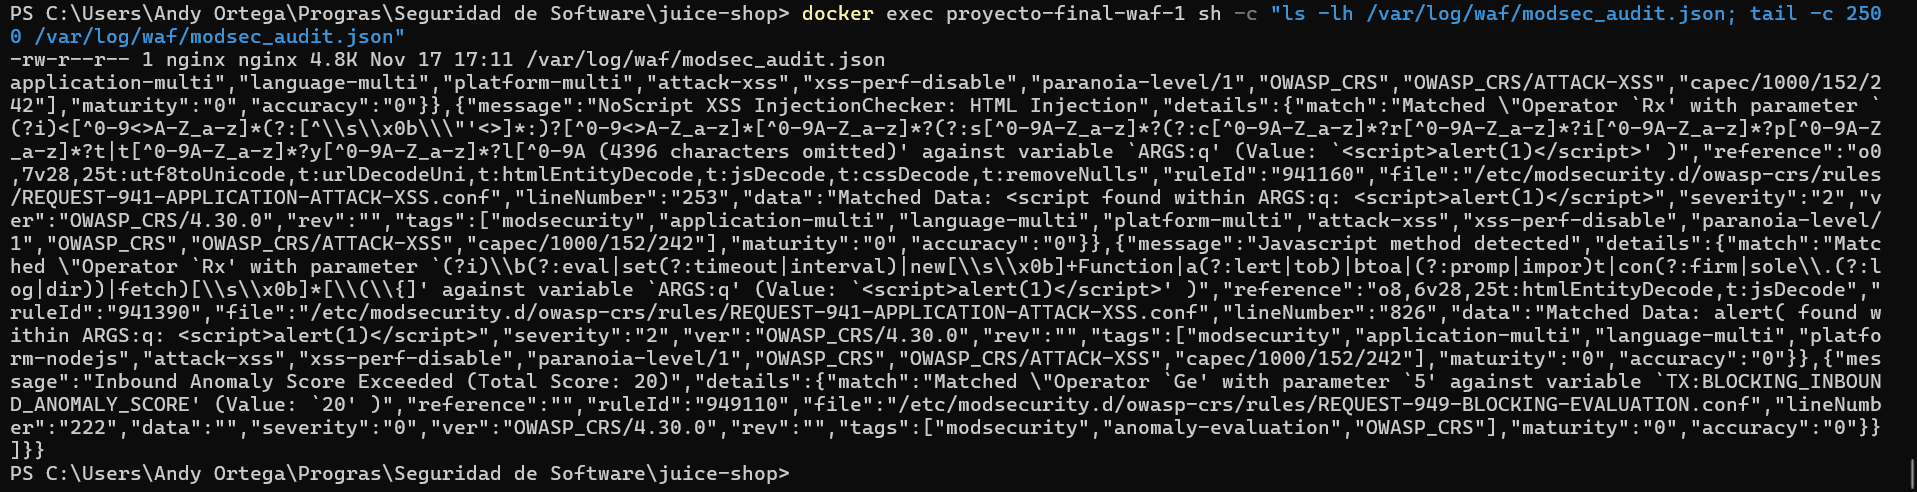 PS C:\Users\Andy Ortega\Progras\Seguridad de Software\juice-shop> docker exec proyecto-final-waf-1 sh -c "ls -lh /var/log/waf/modsec_audit.json; tail -c 250
0 /var/log/waf/modsec_audit.json"
-rw-r--r-- 1 nginx nginx 4.8K Nov 17 17:11 /var/log/waf/modsec_audit.json
application-multi","language-multi","platform-multi","attack-xss","xss-perf-disable","paranoia-level/1","OWASP_CRS","OWASP_CRS/ATTACK-XSS","capec/1000/152/2
42"],"maturity":"0","accuracy":"0"}},{"message":"NoScript XSS InjectionChecker: HTML Injection","details":{"match":"Matched \"Operator `Rx' with parameter `
(?i)<[^0-9<>A-Z_a-z]*(?:[^\\s\\x0b\\\"'<>]*:)?[^0-9<>A-Z_a-z]*[^0-9A-Z_a-z]*?(?:s[^0-9A-Z_a-z]*?(?:c[^0-9A-Z_a-z]*?r[^0-9A-Z_a-z]*?i[^0-9A-Z_a-z]*?p[^0-9A-Z
_a-z]*?t|t[^0-9A-Z_a-z]*?y[^0-9A-Z_a-z]*?l[^0-9A (4396 characters omitted)' against variable `ARGS:q' (Value: `<script>alert(1)</script>' )","reference":"o0
,7v28,25t:utf8toUnicode,t:urlDecodeUni,t:htmlEntityDecode,t:jsDecode,t:cssDecode,t:removeNulls","ruleId":"941160","file":"/etc/modsecurity.d/owasp-crs/rules
/REQUEST-941-APPLICATION-ATTACK-XSS.conf","lineNumber":"253","data":"Matched Data: <script found within ARGS:q: <script>alert(1)</script>","severity":"2","v
er":"OWASP_CRS/4.30.0","rev":"","tags":["modsecurity","application-multi","language-multi","platform-multi","attack-xss","xss-perf-disable","paranoia-level/
1","OWASP_CRS","OWASP_CRS/ATTACK-XSS","capec/1000/152/242"],"maturity":"0","accuracy":"0"}},{"message":"Javascript method detected","details":{"match":"Matc
hed \"Operator `Rx' with parameter `(?i)\\b(?:eval|set(?:timeout|interval)|new[\\s\\x0b]+Function|a(?:lert|tob)|btoa|(?:promp|impor)t|con(?:firm|sole\\.(?:l
og|dir))|fetch)[\\s\\x0b]*[\\(\\{]' against variable `ARGS:q' (Value: `<script>alert(1)</script>' )","reference":"o8,6v28,25t:htmlEntityDecode,t:jsDecode","
ruleId":"941390","file":"/etc/modsecurity.d/owasp-crs/rules/REQUEST-941-APPLICATION-ATTACK-XSS.conf","lineNumber":"826","data":"Matched Data: alert( found w
ithin ARGS:q: <script>alert(1)</script>","severity":"2","ver":"OWASP_CRS/4.30.0","rev":"","tags":["modsecurity","application-multi","language-multi","platfo
rm-nodejs","attack-xss","xss-perf-disable","paranoia-level/1","OWASP_CRS","OWASP_CRS/ATTACK-XSS","capec/1000/152/242"],"maturity":"0","accuracy":"0"}},{"mes
sage":"Inbound Anomaly Score Exceeded (Total Score: 20)","details":{"match":"Matched \"Operator `Ge' with parameter `5' against variable `TX:BLOCKING_INBOUN
D_ANOMALY_SCORE' (Value: `20' )","reference":"","ruleId":"949110","file":"/etc/modsecurity.d/owasp-crs/rules/REQUEST-949-BLOCKING-EVALUATION.conf","lineNumb
er":"222","data":"","severity":"0","ver":"OWASP_CRS/4.30.0","rev":"","tags":["modsecurity","anomaly-evaluation","OWASP_CRS"],"maturity":"0","accuracy":"0"}}
]}}
PS C:\Users\Andy Ortega\Progras\Seguridad de Software\juice-shop>